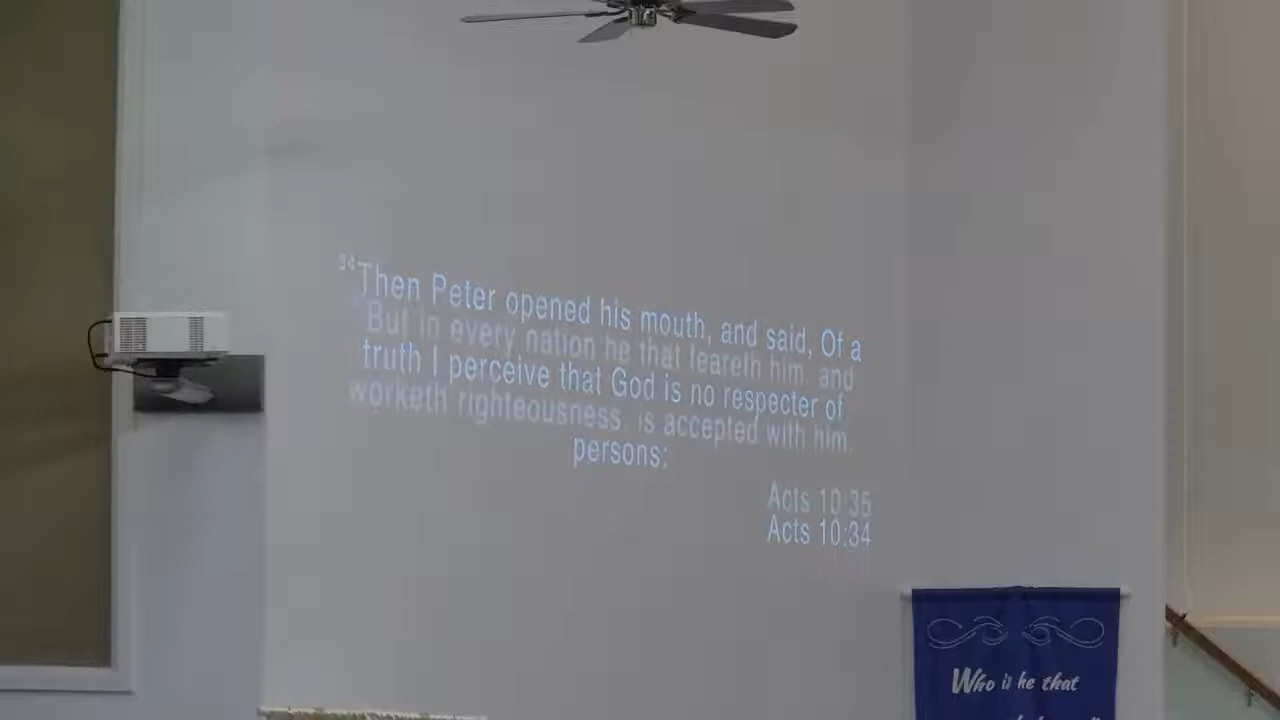 34Then Peter opened his mouth, and said, Of a
But in every nation he that feareth him, and
truth I perceive that God is no respecter of
worketh righteousness, is accepted with him.
persons:
Acts 10:35
Acts 10:34
Who is he that